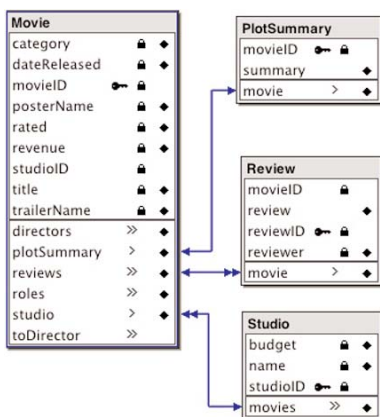 Movie
category
dateReleased
movieID
posterName
rated
revenue
studioID
title
trailerName
directors
plotSummary
reviews
roles
studio
toDirector
PlotSummary
movieID
summary
movie
Review
movieID
review
reviewID
reviewer
movie
Studio
budget
name
studioID
movies